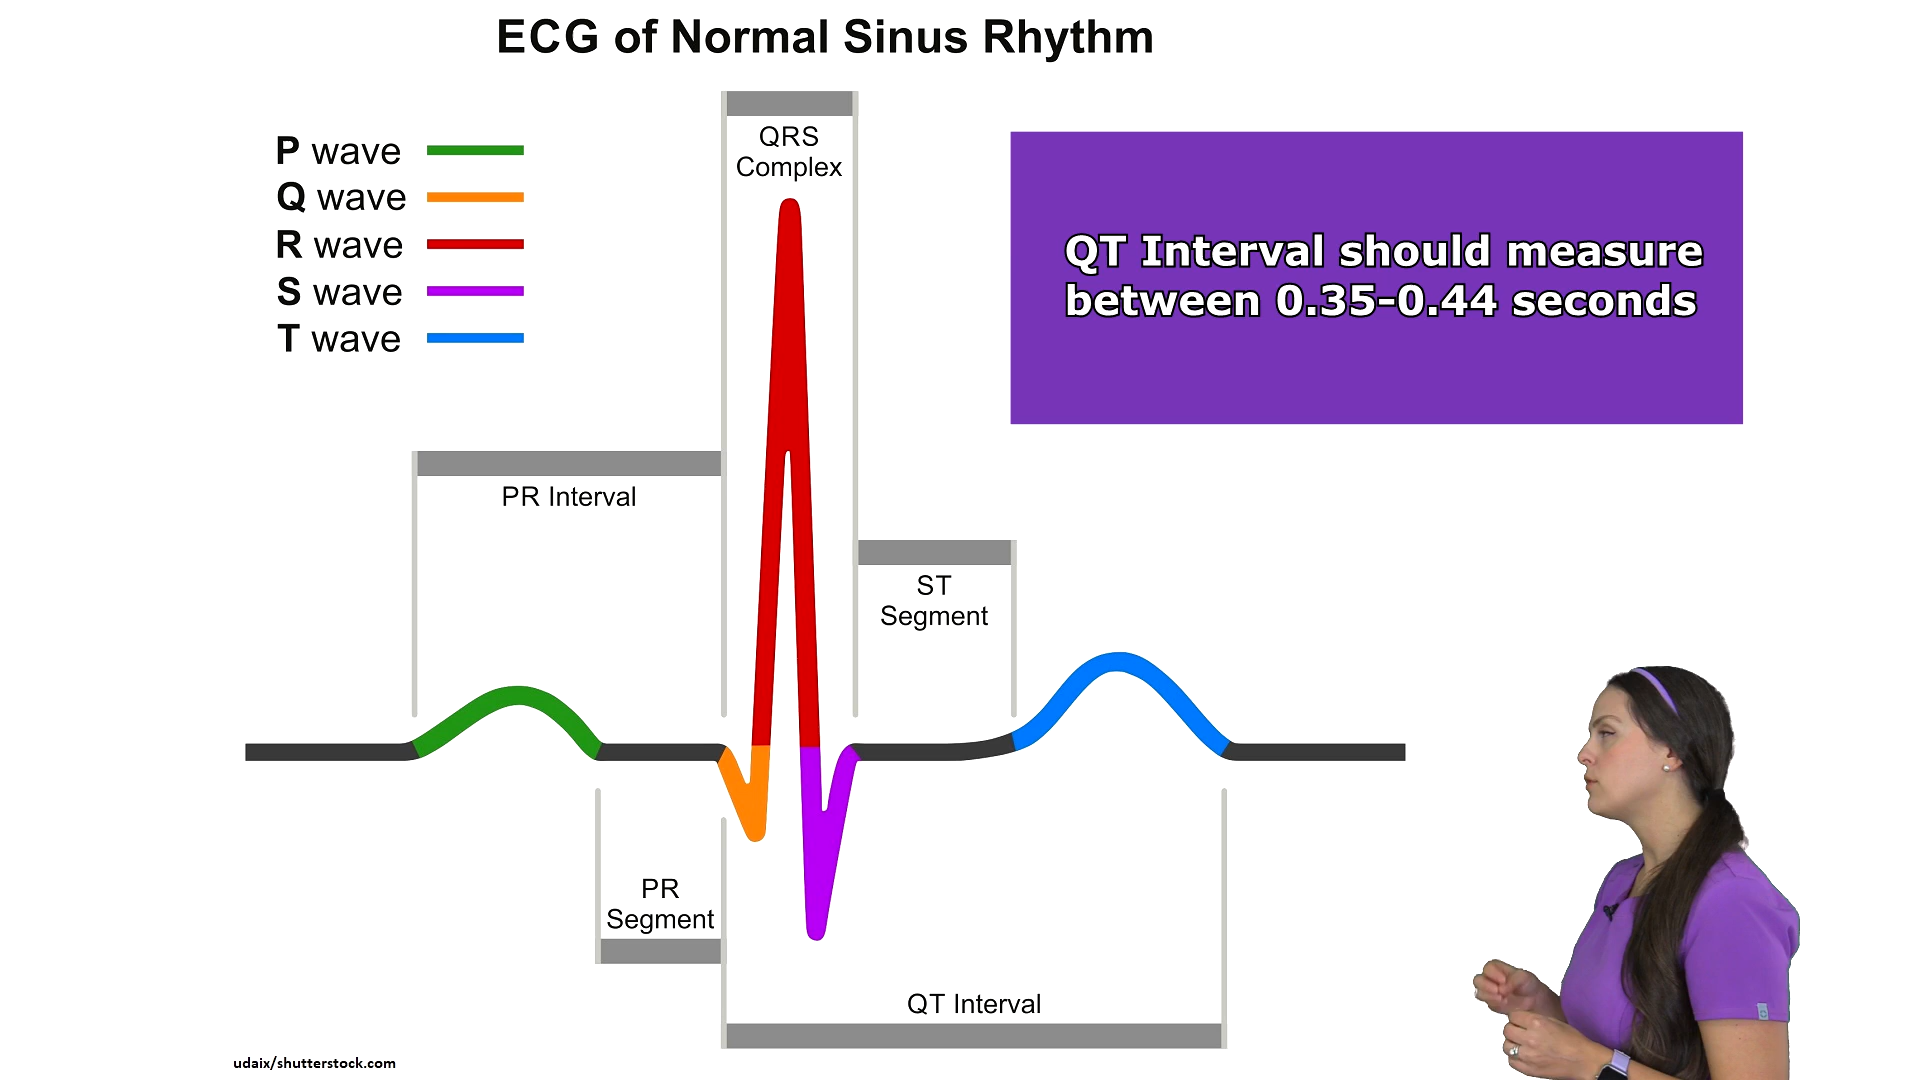 ECG of Normal Sinus Rhythm
P wave
Q wave
R wave
S wave
T wave
QRS
Complex
QT Interval should measure
between 0.35-0.44 seconds
PR Interval
ST
Segment
PR
Segment
QT Interval
udaix/shutterstock.com